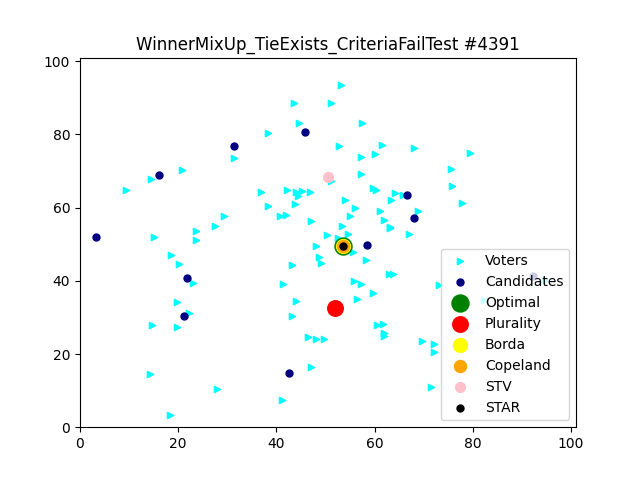 WinnerMixUp_TieExists_CriteriaFailTest #4391
100
80
60
40
20
0
0 20 40 60 80 100
Voters
Candidates
Optimal
Plurality
Borda
Copeland
STV
STAR